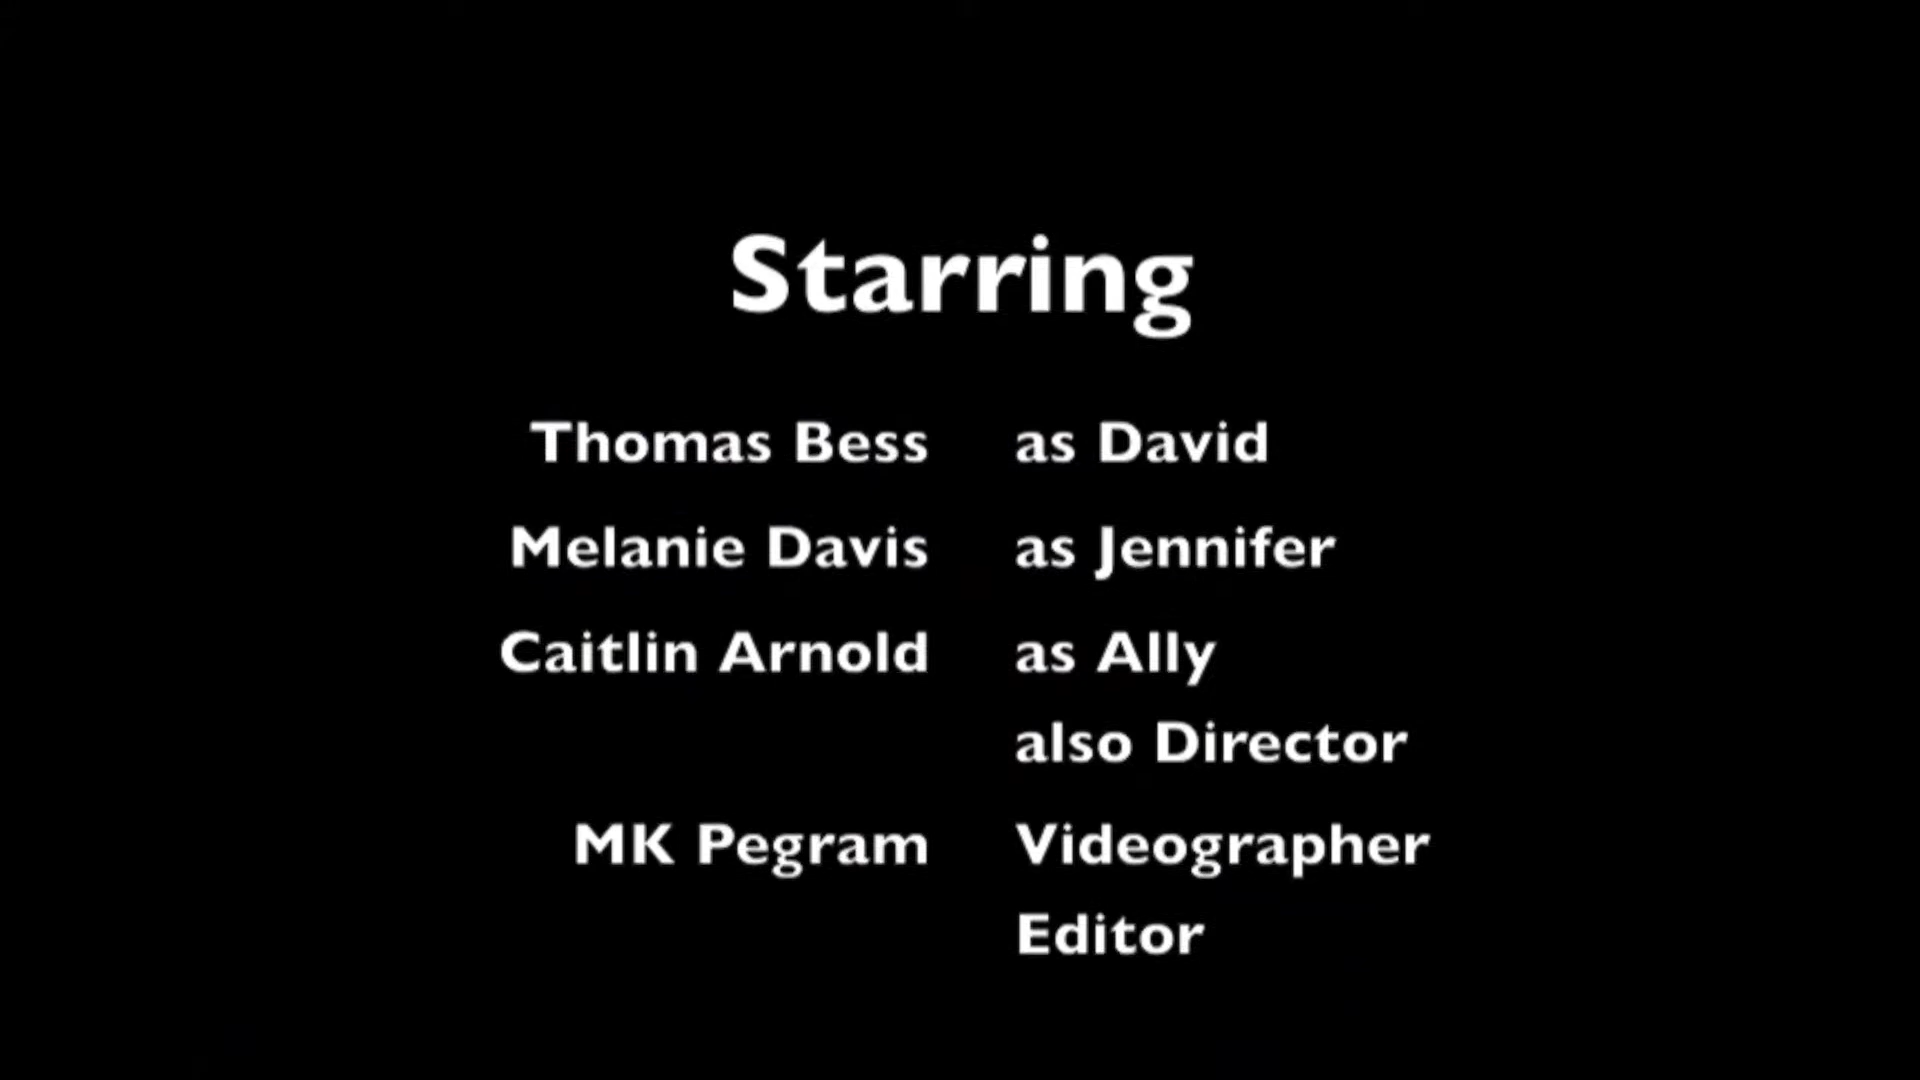 Starring
Thomas Bess as David
Melanie Davis as Jennifer
Caitlin Arnold as Ally
also Director
MK Pegram Videographer
Editor